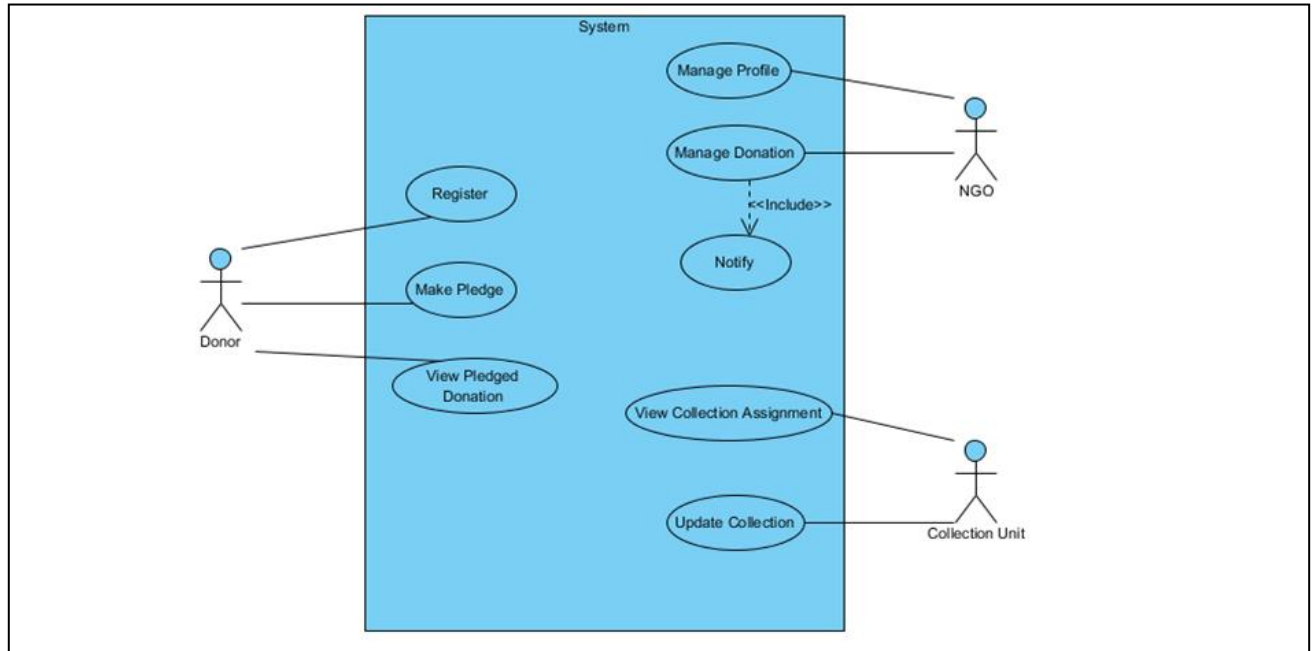 System
Manage Profile
Manage Donation
NGO
<<Include>>
Register
Notify
Make Pledge
Donor
View Pledged
Donation
View Collection Assignment
Update Collection
Collection Unit